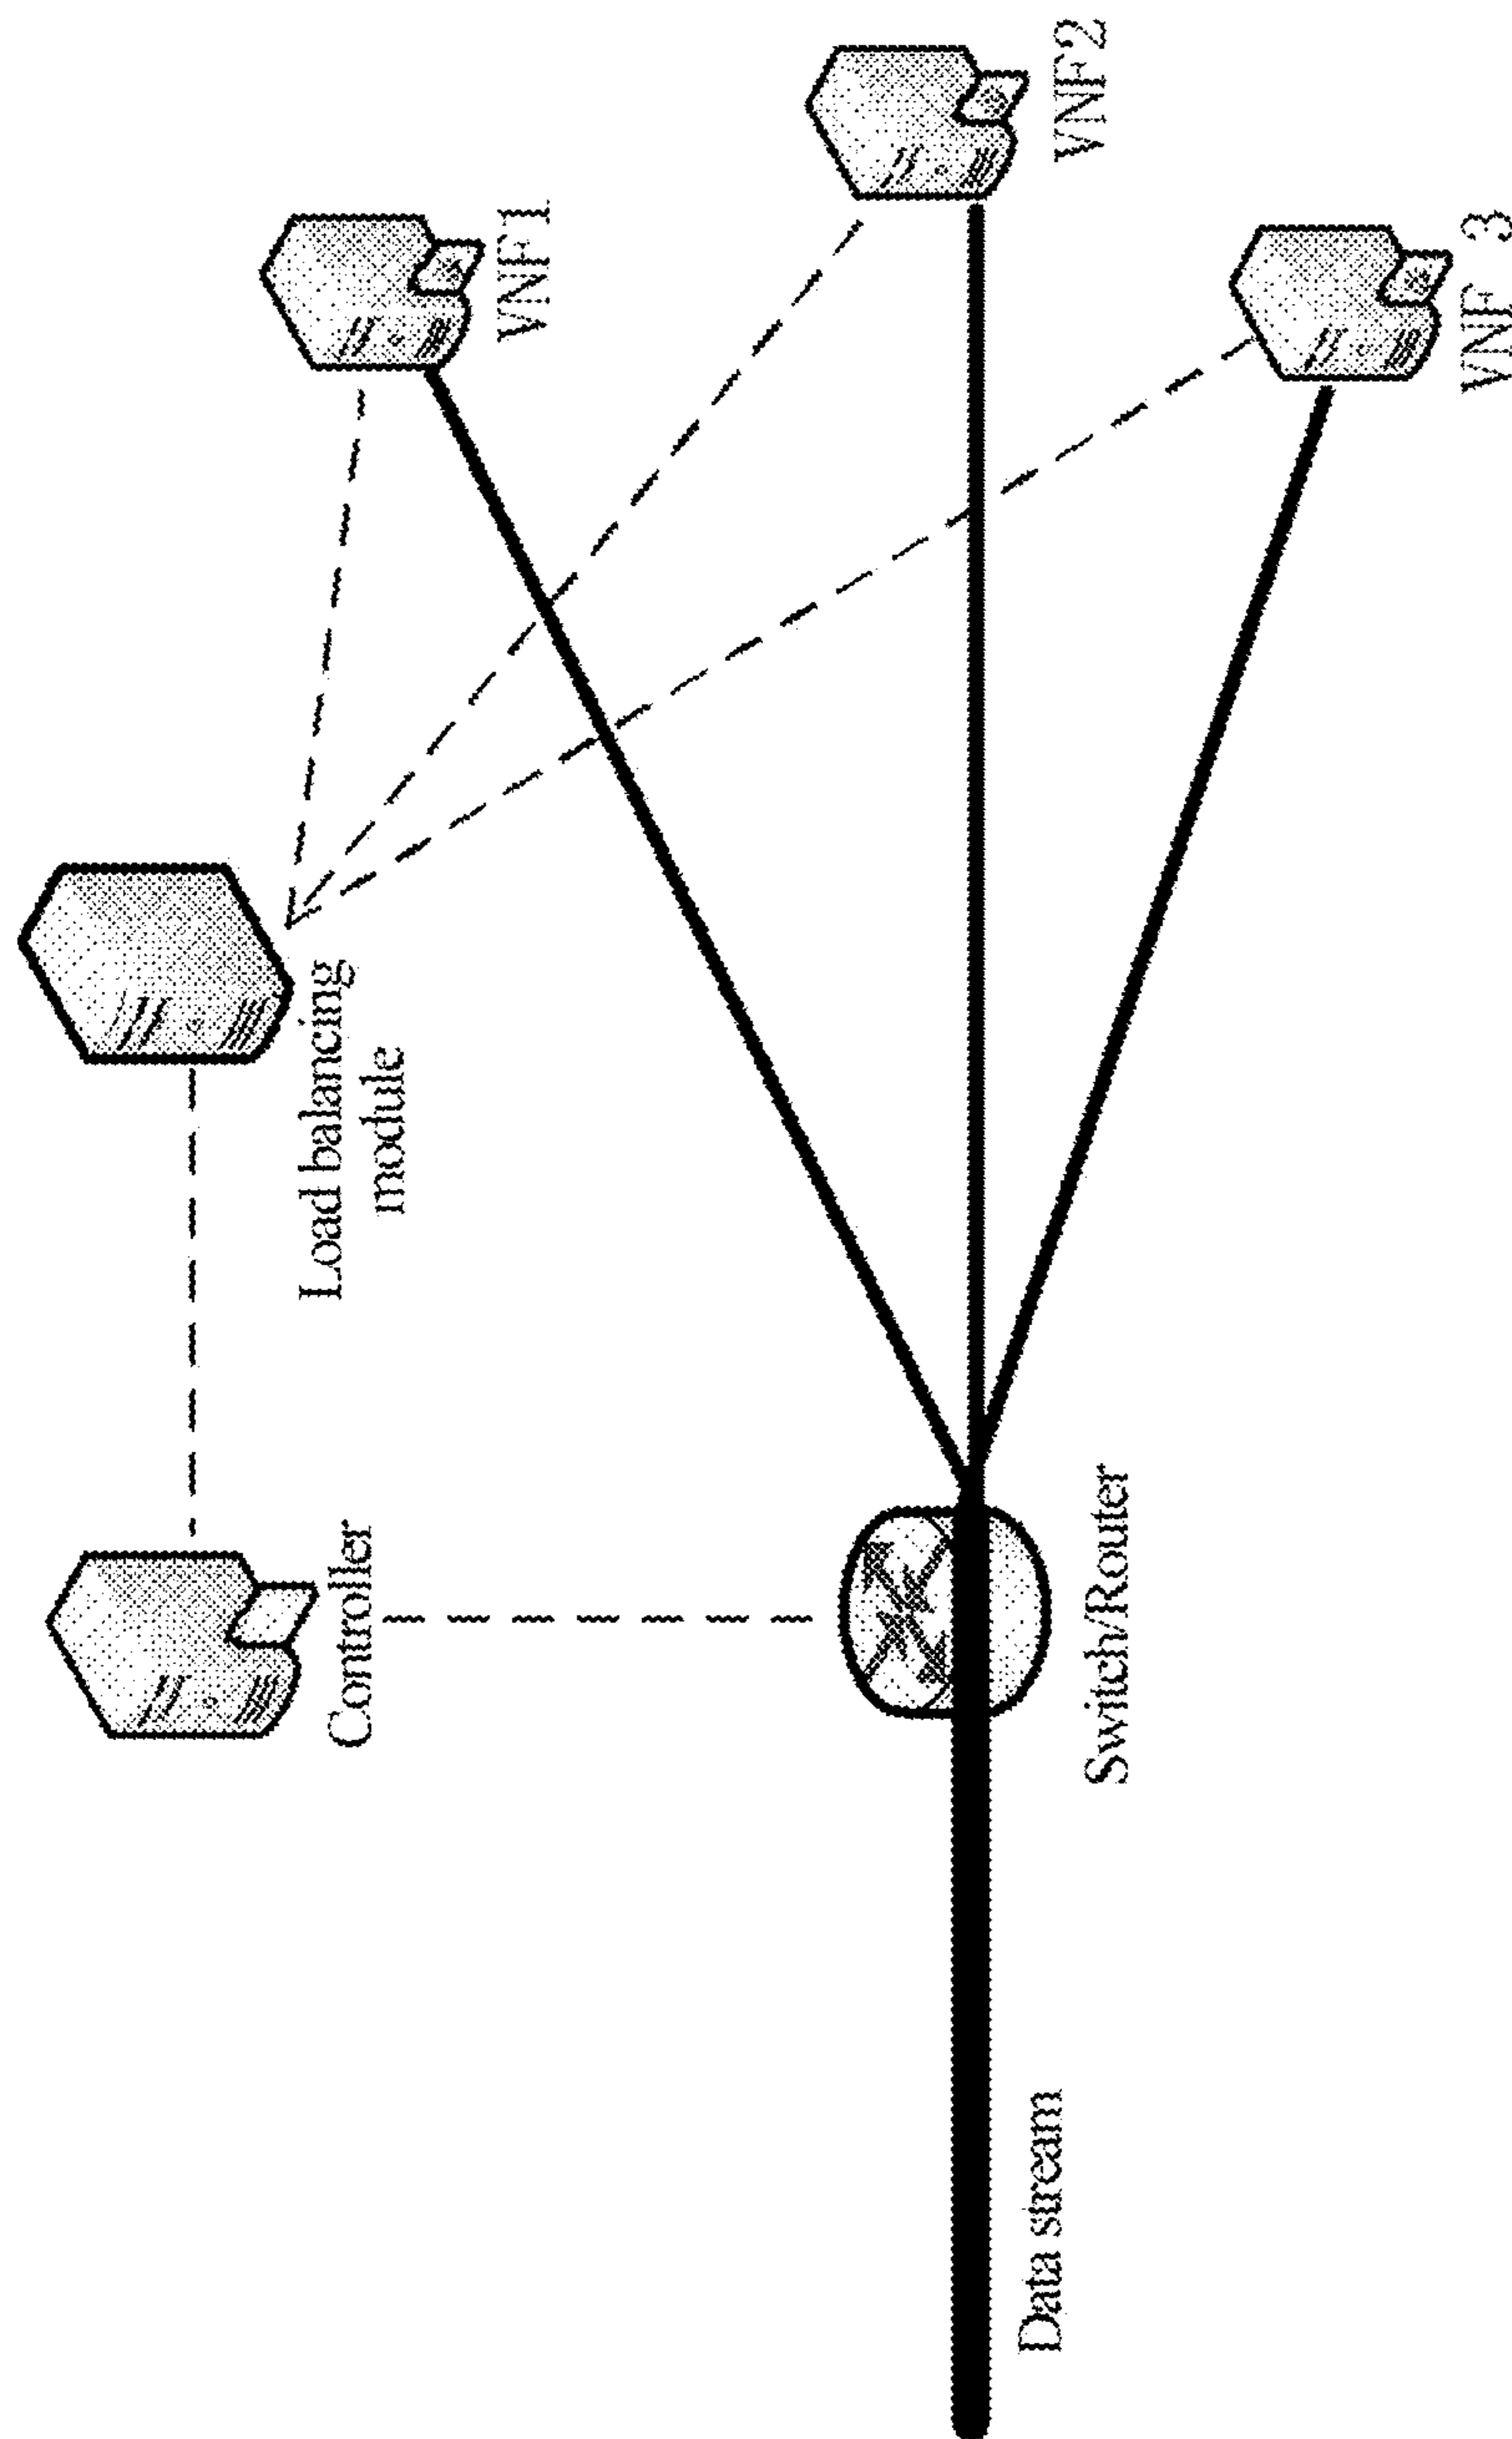 Controller
Load balancing
module
VNF1
VNF2
VNF 3
Switch/Router
Data stream